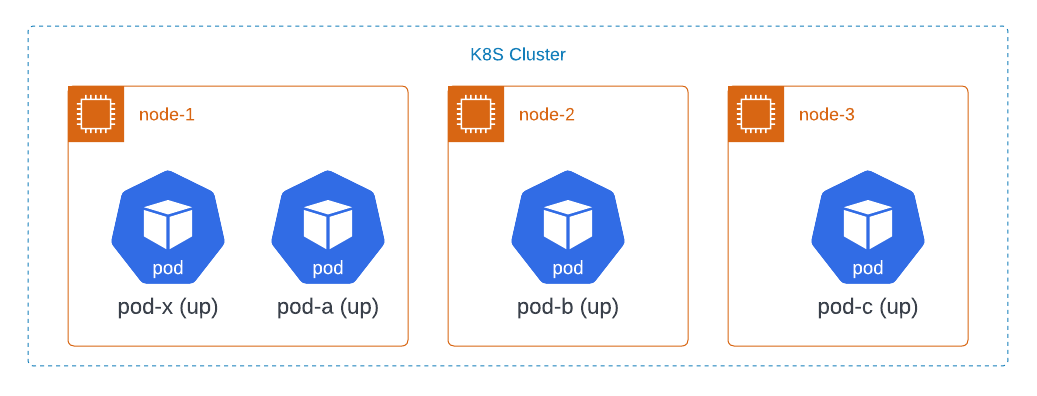 K8S Cluster
node-1
node-2
node-3
pod
pod
pod
pod
pod-x (up)
pod-a (up)
pod-b (up)
pod-c (up)